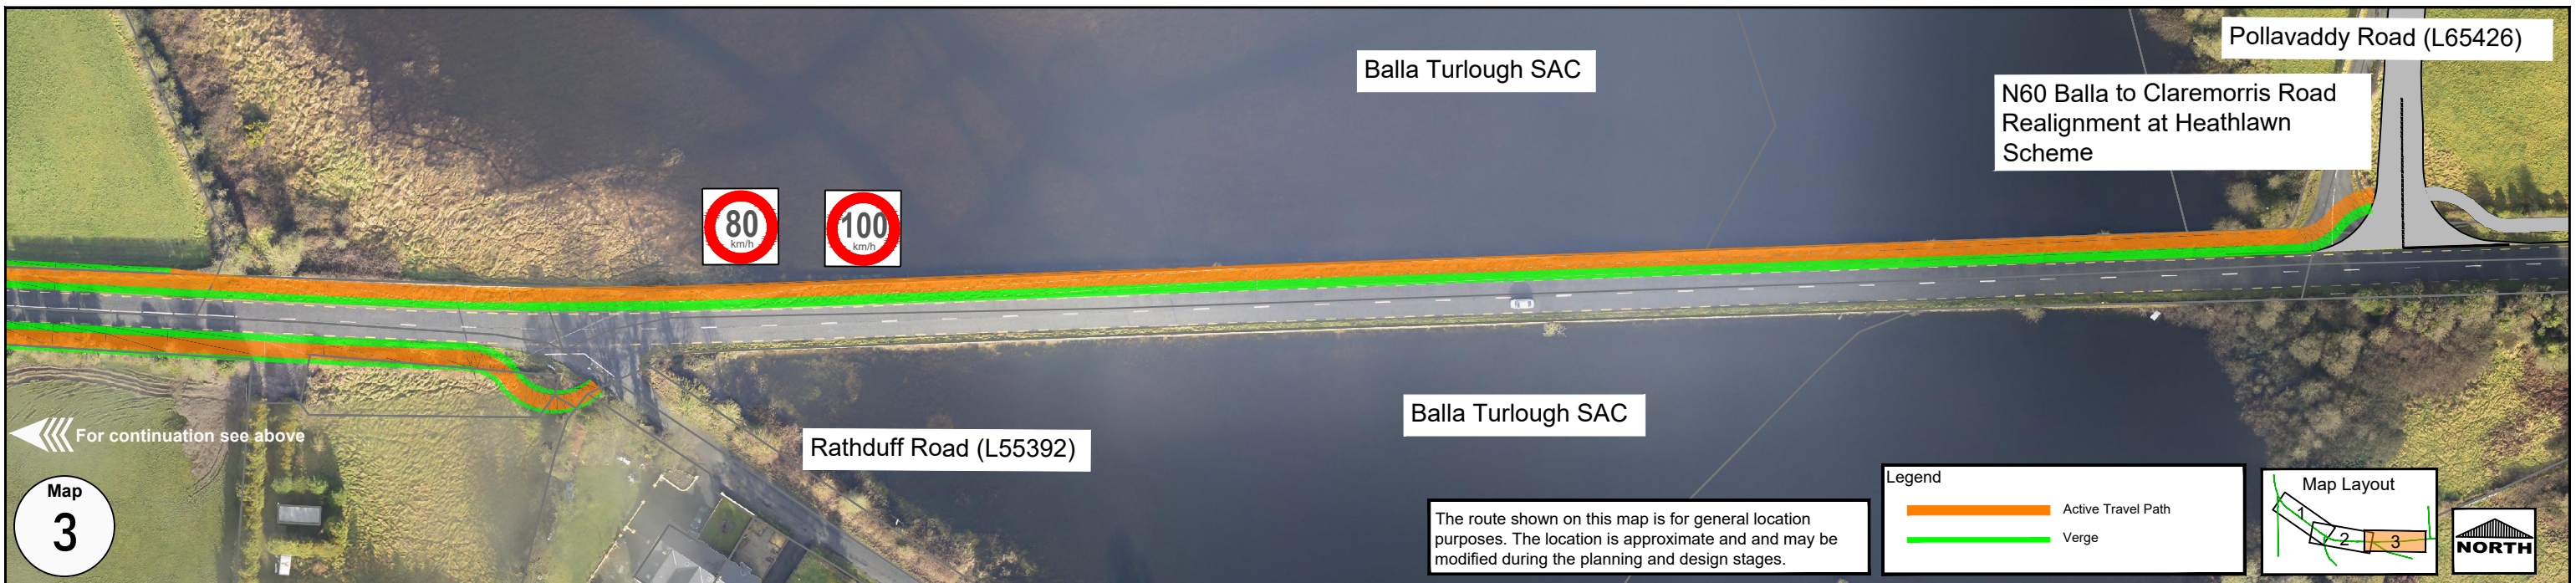 Pollavaddy Road (L65426)
Balla Turlough SAC
N60 Balla to Claremorris Road
Realignment at Heathlawn
Scheme
80
km/h
100
km/h
Balla Turlough SAC
For continuation see above
Rathduff Road (L55392)
Map
3
The route shown on this map is for general location
purposes. The location is approximate and and may be
modified during the planning and design stages.
Legend
Active Travel Path
Verge
Map Layout
1
2
3
NORTH